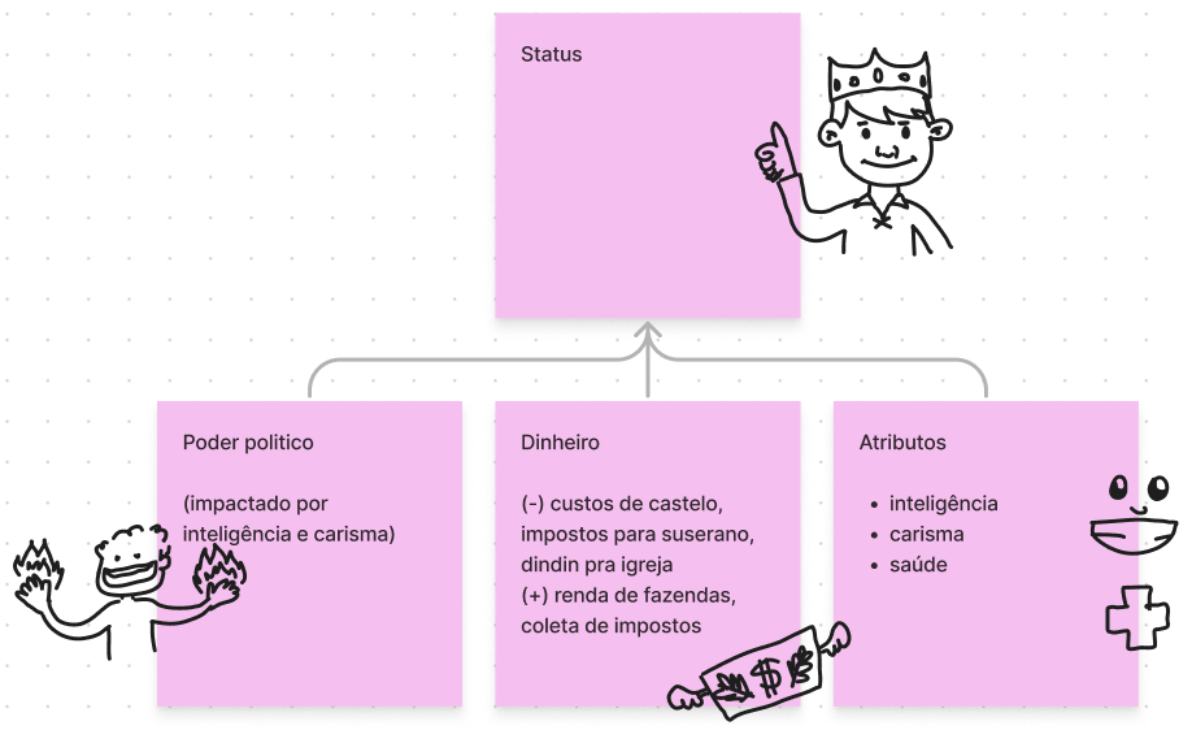 Status
Poder politico
(impactado por
inteligência e carisma)
Dinheiro
(-) custos de castelo,
impostos para suserano,
dindin pra igreja
(+) renda de fazendas,
coleta de impostos
$
Atributos
• inteligência
• carisma
• saúde